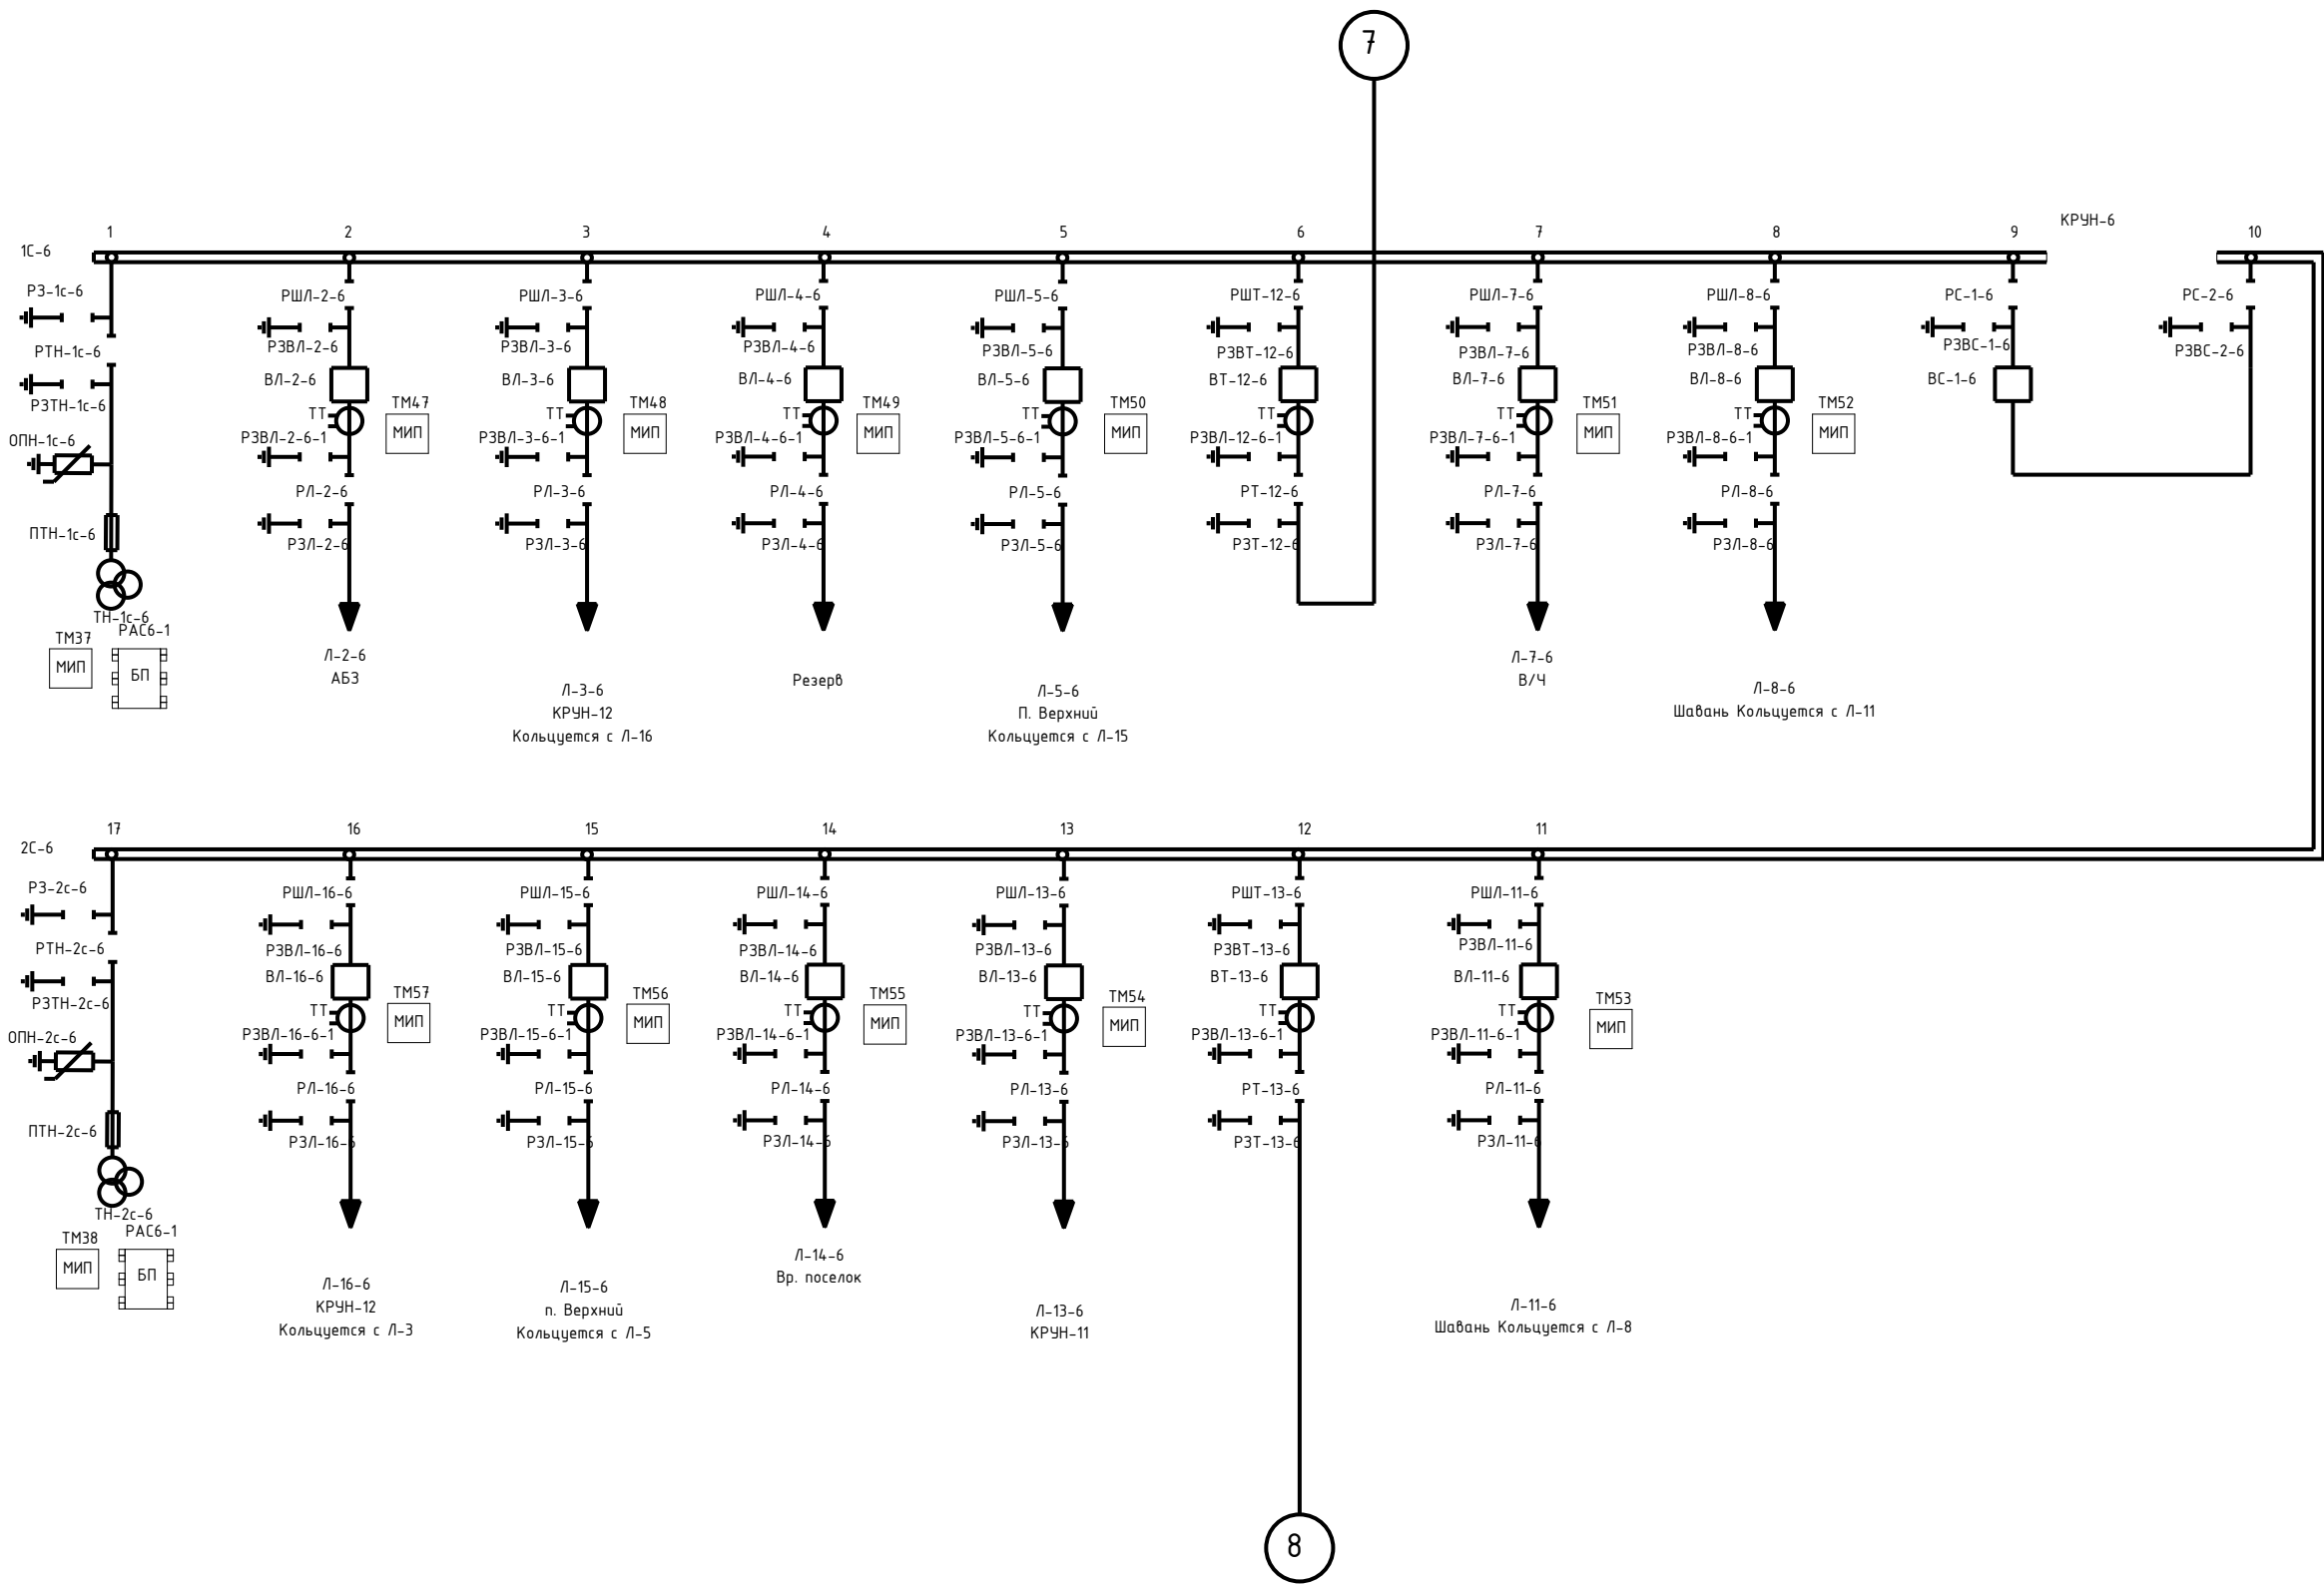 7
КРУН-6
1С-6
1
2
3
4
5
6
7
8
9
10
РЗ-1с-6
РТН-1с-6
РЗТН-1с-6
ОПН-1с-6
ПТН-1с-6
ТН-1с-6
РАС6-1
ТМ37
МИП
БП
РШЛ-2-6
РЗВЛ-2-6
ВЛ-2-6
ТТ
ТМ47
МИП
РЗВЛ-2-6-1
РЛ-2-6
РЗЛ-2-6
Л-2-6
АБЗ
РШЛ-3-6
РЗВЛ-3-6
ВЛ-3-6
ТТ
ТМ48
МИП
РЗВЛ-3-6-1
РЛ-3-6
РЗЛ-3-6
Л-3-6
КРУН-12
Кольцуется с Л-16
РШЛ-4-6
РЗВЛ-4-6
ВЛ-4-6
ТТ
ТМ49
МИП
РЗВЛ-4-6-1
РЛ-4-6
РЗЛ-4-6
Резерв
РШЛ-5-6
РЗВЛ-5-6
ВЛ-5-6
ТТ
ТМ50
МИП
РЗВЛ-5-6-1
РЛ-5-6
РЗЛ-5-6
Л-5-6
П. Верхний
Кольцуется с Л-15
РШТ-12-6
РЗВТ-12-6
ВТ-12-6
ТТ
РЗВЛ-12-6-1
РТ-12-6
РЗТ-12-6
РШЛ-7-6
РЗВЛ-7-6
ВЛ-7-6
ТТ
ТМ51
МИП
РЗВЛ-7-6-1
РЛ-7-6
РЗЛ-7-6
Л-7-6
В/Ч
РШЛ-8-6
РЗВЛ-8-6
ВЛ-8-6
ТТ
ТМ52
МИП
РЗВЛ-8-6-1
РЛ-8-6
РЗЛ-8-6
Л-8-6
Шавань Кольцуется с Л-11
РС-1-6
РЗВС-1-6
ВС-1-6
РС-2-6
РЗВС-2-6
2С-6
17
16
15
14
13
12
11
РЗ-2с-6
РТН-2с-6
РЗТН-2с-6
ОПН-2с-6
ПТН-2с-6
ТН-2с-6
РАС6-1
ТМ38
МИП
БП
РШЛ-16-6
РЗВЛ-16-6
ВЛ-16-6
ТТ
ТМ57
МИП
РЗВЛ-16-6-1
РЛ-16-6
РЗЛ-16-6
Л-16-6
КРУН-12
Кольцуется с Л-3
РШЛ-15-6
РЗВЛ-15-6
ВЛ-15-6
ТТ
ТМ56
МИП
РЗВЛ-15-6-1
РЛ-15-6
РЗЛ-15-6
Л-15-6
п. Верхний
Кольцуется с Л-5
РШЛ-14-6
РЗВЛ-14-6
ВЛ-14-6
ТТ
ТМ55
МИП
РЗВЛ-14-6-1
РЛ-14-6
РЗЛ-14-6
Л-14-6
Вр. поселок
РШЛ-13-6
РЗВЛ-13-6
ВЛ-13-6
ТТ
ТМ54
МИП
РЗВЛ-13-6-1
РЛ-13-6
РЗЛ-13-6
Л-13-6
КРУН-11
РШТ-13-6
РЗВТ-13-6
ВТ-13-6
ТТ
РЗВЛ-13-6-1
РТ-13-6
РЗТ-13-6
РШЛ-11-6
РЗВЛ-11-6
ВЛ-11-6
ТТ
ТМ53
МИП
РЗВЛ-11-6-1
РЛ-11-6
РЗЛ-11-6
Л-11-6
Шавань Кольцуется с Л-8
8